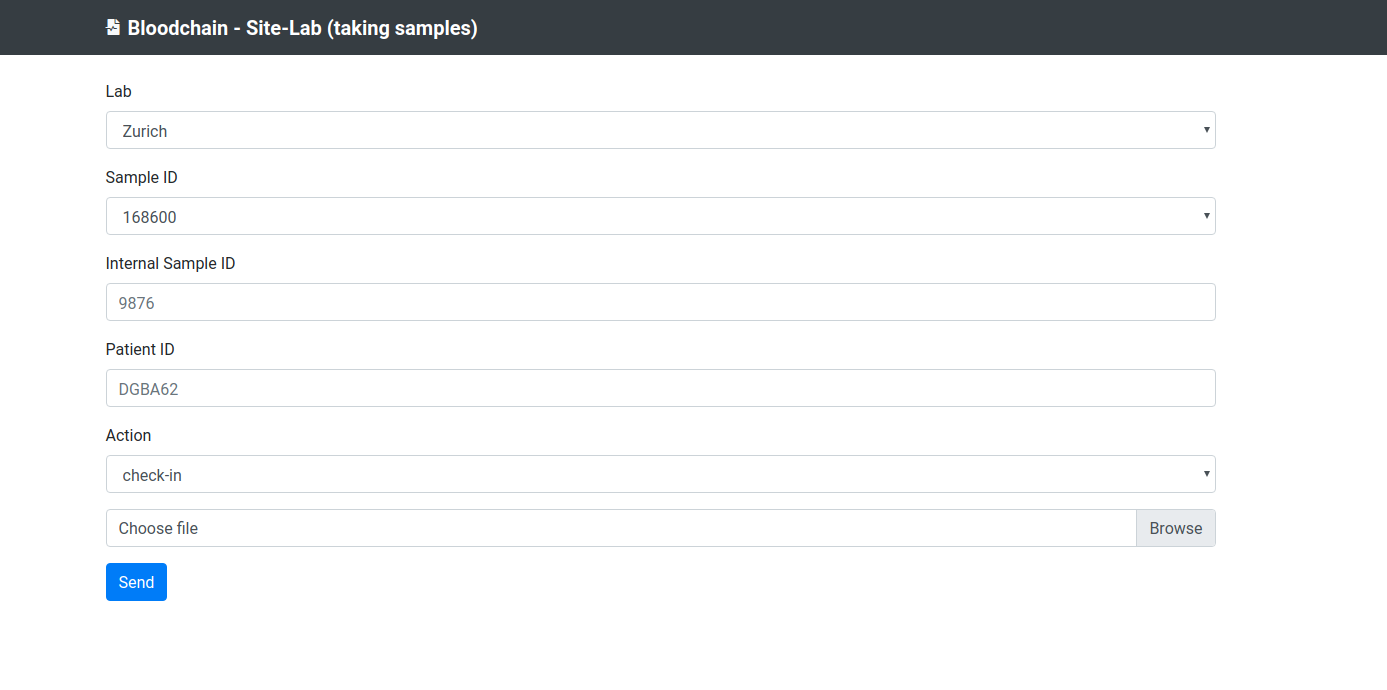 Bloodchain - Site-Lab (taking samples)
Lab
Zurich
Sample ID
168600
Internal Sample ID
9876
Patient ID
DGBA62
Action
check-in
Choose file Browse
Send